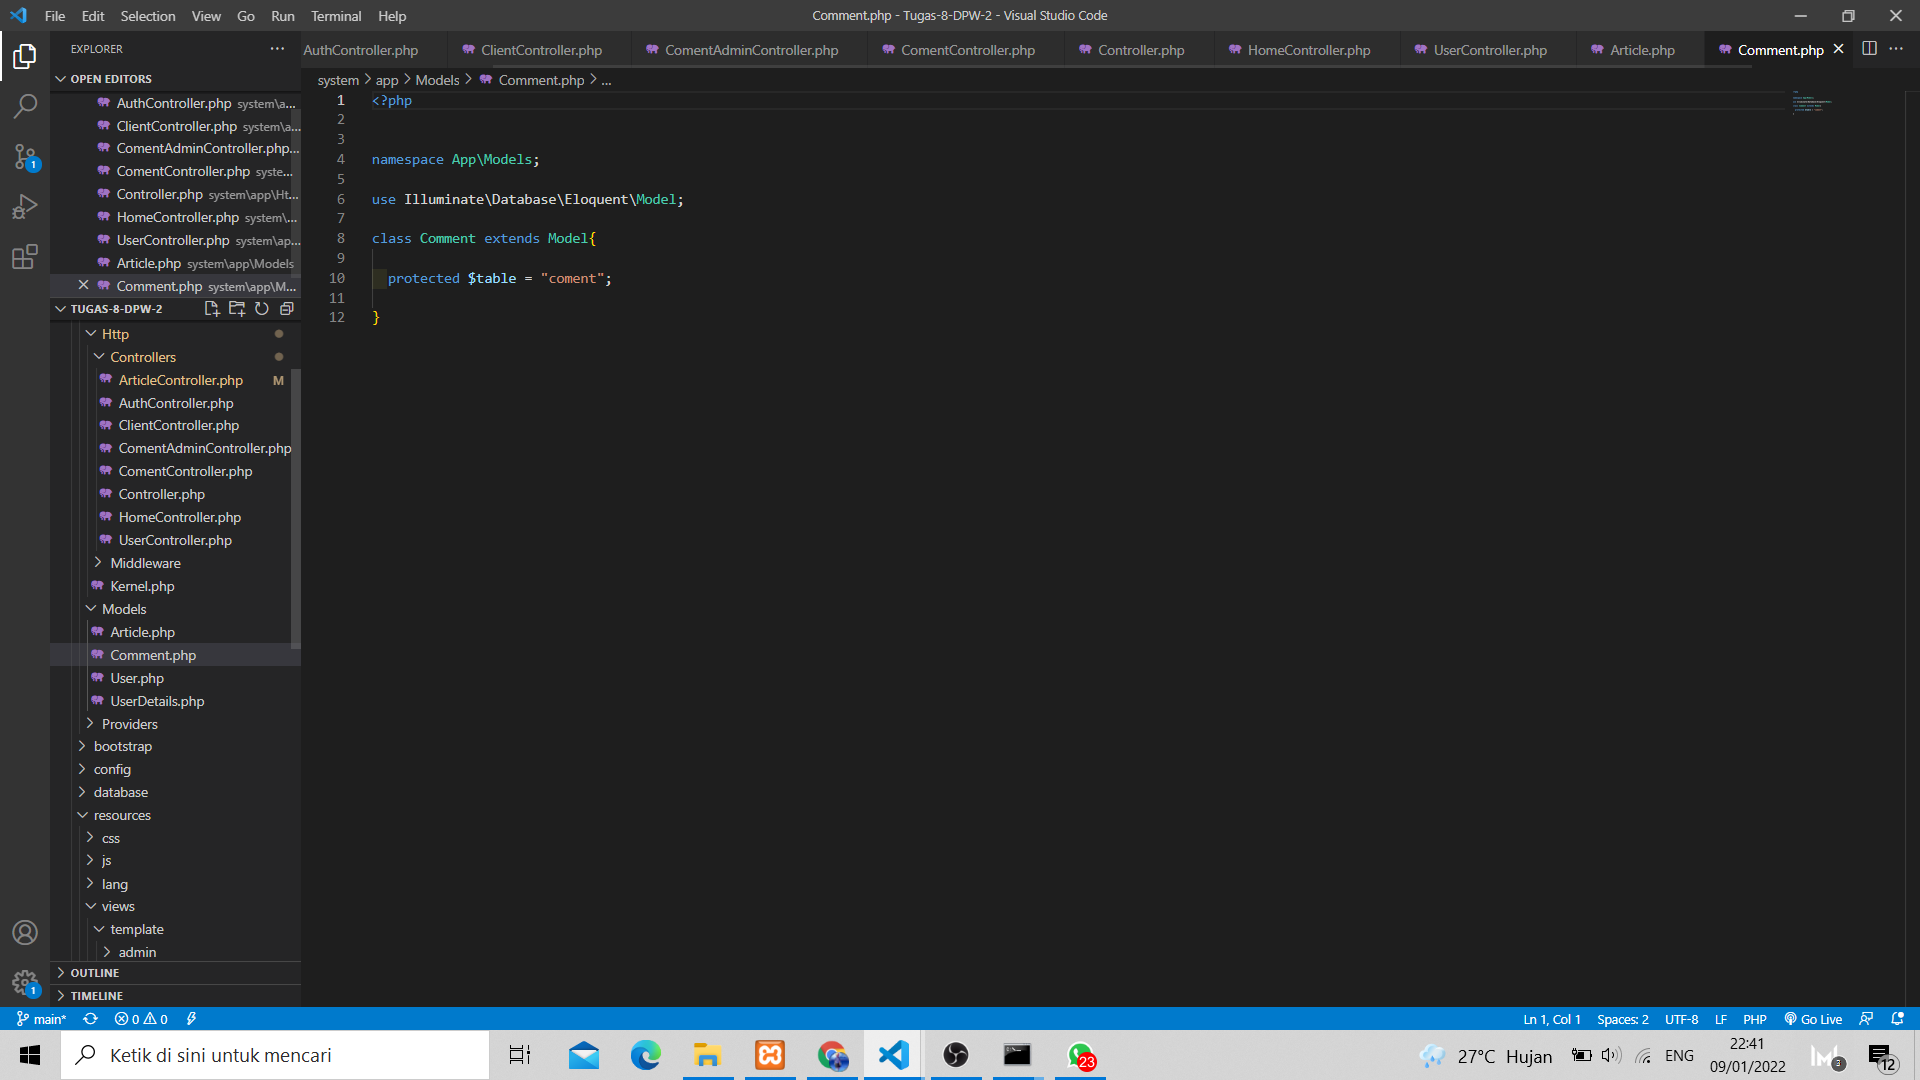 File Edit Selection View Go Run Terminal Help
Comment.php - Tugas-8-DPW-2 - Visual Studio Code
EXPLORER
AuthController.php ClientController.php ComentAdminController.php ComentController.php Controller.php HomeController.php UserController.php Article.php Comment.php
OPEN EDITORS
AuthController.php system\a...
ClientController.php system\a...
ComentAdminController.php...
ComentController.php syste...
Controller.php system\app\Ht...
HomeController.php system\...
UserController.php system\ap...
Article.php system\app\Models
Comment.php system\app\M...
TUGAS-8-DPW-2
Http
Controllers
ArticleController.php M
AuthController.php
ClientController.php
ComentAdminController.php
ComentController.php
Controller.php
HomeController.php
UserController.php
Middleware
Kernel.php
Models
Article.php
Comment.php
User.php
UserDetails.php
Providers
bootstrap
config
database
resources
css
js
lang
views
template
admin
OUTLINE
TIMELINE
1
1
system > app > Models > Comment.php > ...
1 <?php
2
3
4 namespace App\Models;
5
6 use Illuminate\Database\Eloquent\Model;
7
8 class Comment extends Model{
9
10 protected $table = "coment";
11
12 }
main* 0 0
Ln 1, Col 1 Spaces: 2 UTF-8 LF PHP Go Live
Ketik di sini untuk mencari
23
27°C Hujan
ENG
22:41
09/01/2022
3
12